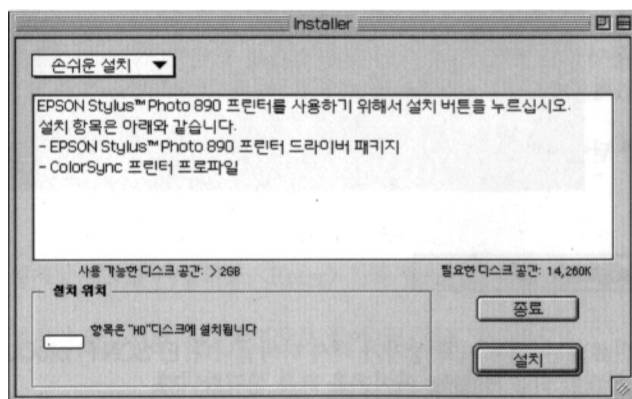 Installer
손쉬운 설치
EPSON Stylus™ Photo 890 프린터를 사용하기 위해서 설치 버튼을 누르십시오.
설치 항목은 아래와 같습니다.
- EPSON Stylus™ Photo 890 프린터 드라이버 패키지
- ColorSync 프린터 프로파일
사용 가능한 디스크 공간: > 2GB 필요한 디스크 공간: 14,260K
설치 위치
항목은 "HD"디스크에 설치됩니다
종료
설치